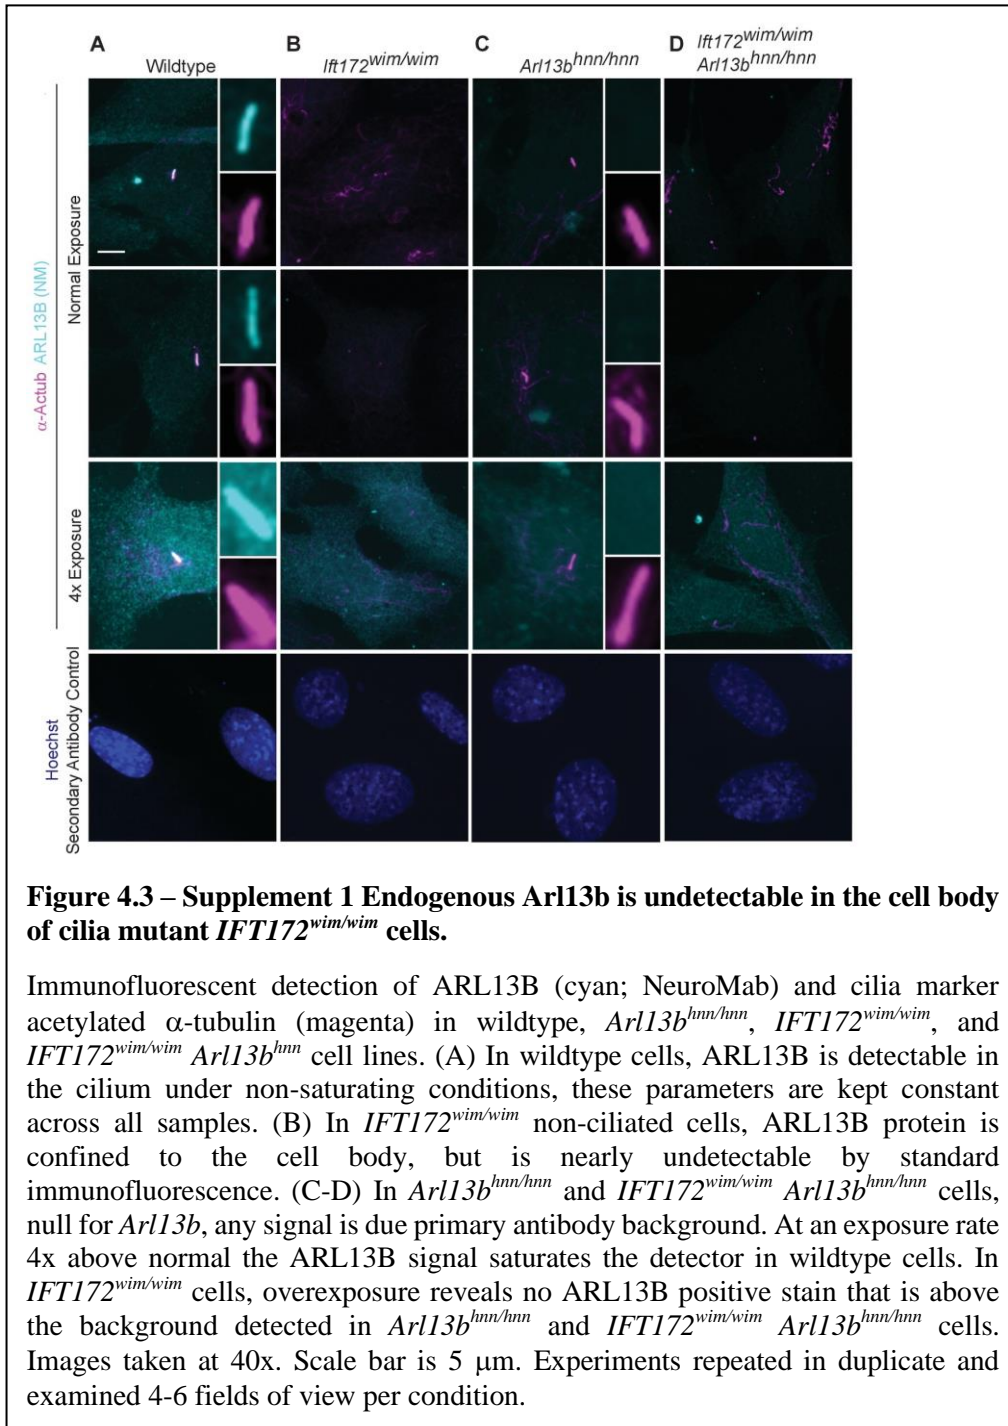 A
B
C
D
Wildtype
Ift172wim/wim
Arl13bhnn/hnn
Ift172wim/wim
Arl13bhnn/hnn
α-Actub ARL13B (NM)
Normal Exposure
4x Exposure
Hoechst
Secondary Antibody Control
Figure 4.3 – Supplement 1 Endogenous Arl13b is undetectable in the cell body
of cilia mutant IFT172wim/wim cells.
Immunofluorescent detection of ARL13B (cyan; NeuroMab) and cilia marker
acetylated α-tubulin (magenta) in wildtype, Arl13bhnn/hnn, IFT172wim/wim, and
IFT172wim/wim Arl13bhnn cell lines. (A) In wildtype cells, ARL13B is detectable in
the cilium under non-saturating conditions, these parameters are kept constant
across all samples. (B) In IFT172wim/wim non-ciliated cells, ARL13B protein is
confined to the cell body, but is nearly undetectable by standard
immunofluorescence. (C-D) In Arl13bhnn/hnn and IFT172wim/wim Arl13bhnn/hnn cells,
null for Arl13b, any signal is due primary antibody background. At an exposure rate
4x above normal the ARL13B signal saturates the detector in wildtype cells. In
IFT172wim/wim cells, overexposure reveals no ARL13B positive stain that is above
the background detected in Arl13bhnn/hnn and IFT172wim/wim Arl13bhnn/hnn cells.
Images taken at 40x. Scale bar is 5 μm. Experiments repeated in duplicate and
examined 4-6 fields of view per condition.